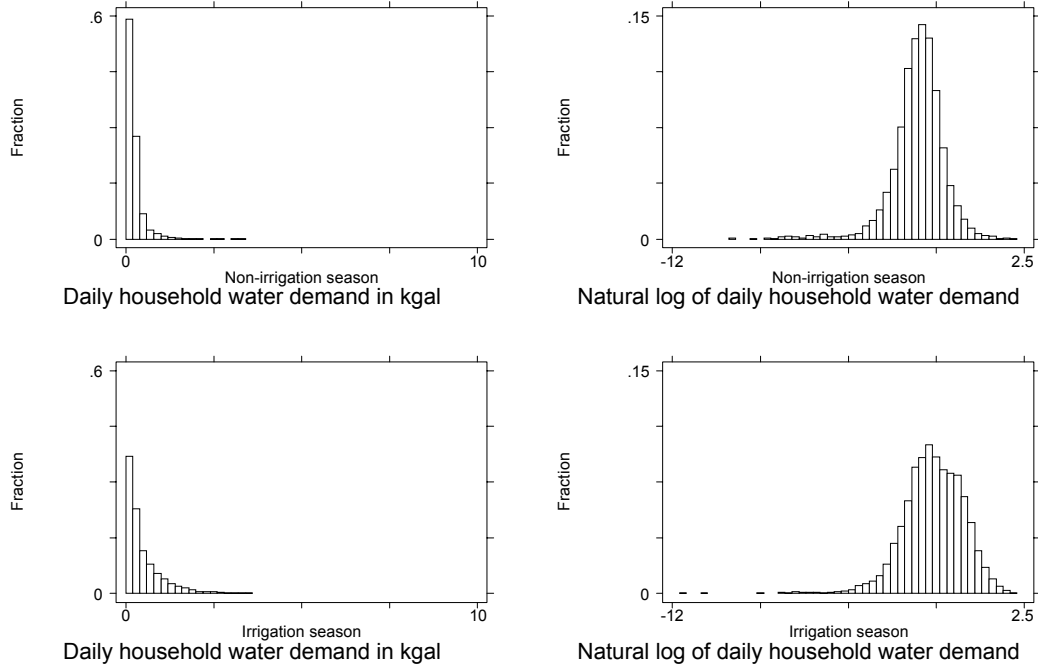 .6
Fraction
0
0 10
Non-irrigation season
Daily household water demand in kgal
.15
Fraction
0
-12 2.5
Non-irrigation season
Natural log of daily household water demand
.6
Fraction
0
0 10
Irrigation season
Daily household water demand in kgal
.15
Fraction
0
-12 2.5
Irrigation season
Natural log of daily household water demand